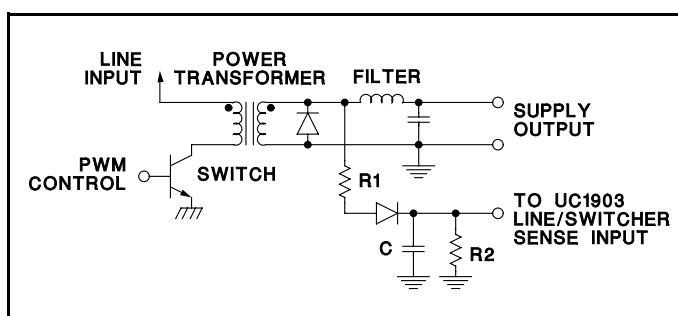 LINE
INPUT
POWER
TRANSFORMER
FILTER
SUPPLY
OUTPUT
PWM
CONTROL
SWITCH
R1
TO UC1903
LINE/SWITCHER
SENSE INPUT
C
R2